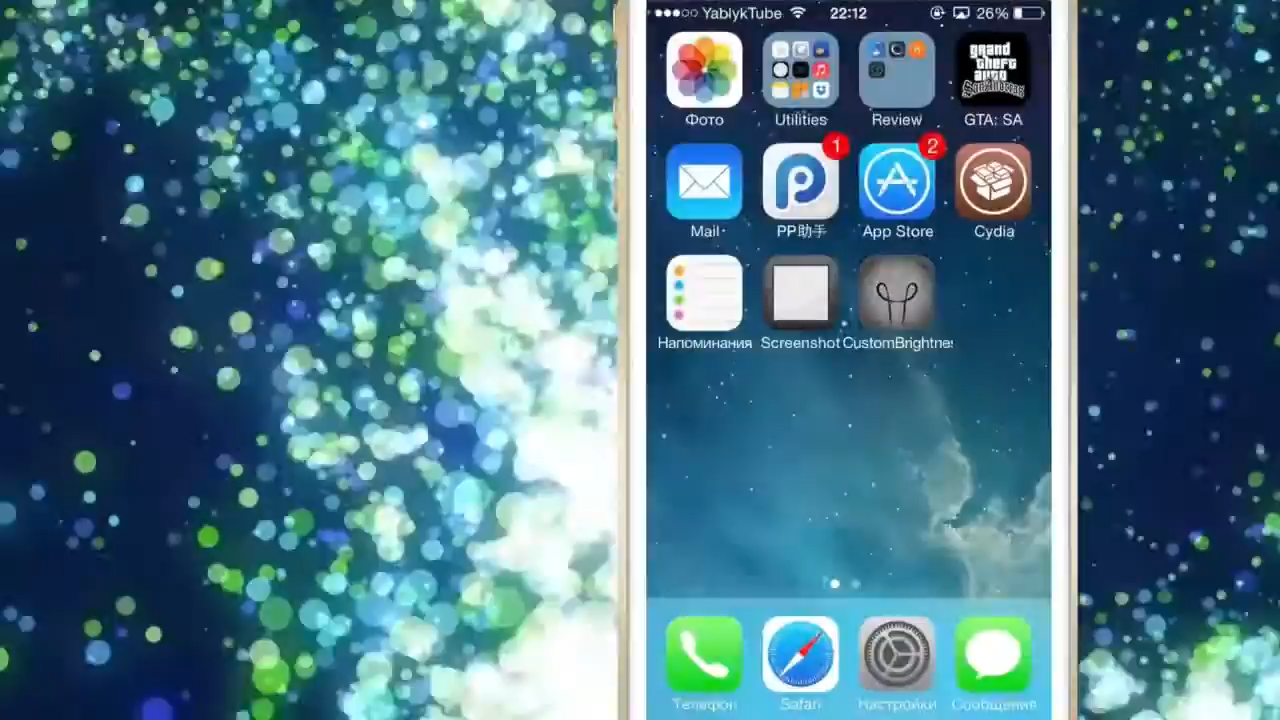 YablykTube 22:12 26%
grand
theft
auto
San Andreas
Фото Utilities Review GTA: SA
1 2
Mail PP助手 App Store Cydia
Напоминания Screenshot CustomBrightnes
Телефон Safari Настройки Сообщения